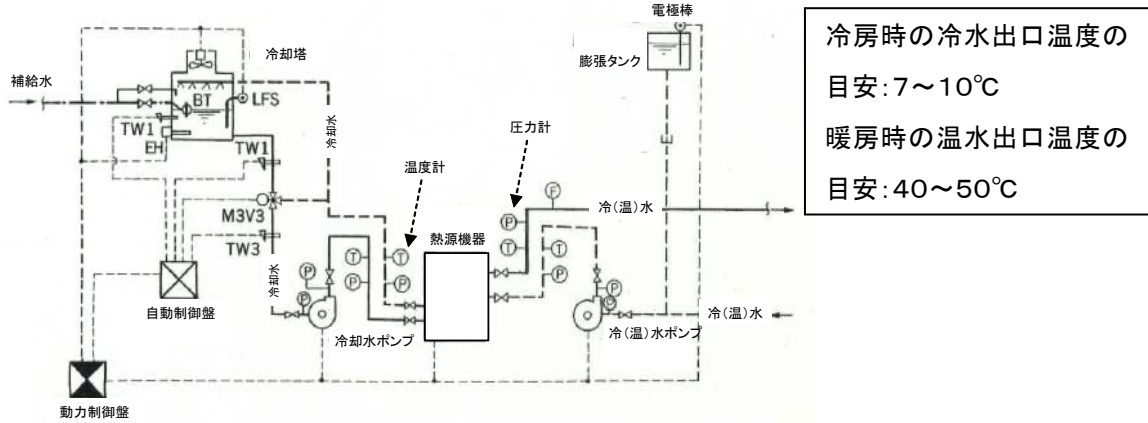 電極棒
冷却塔
膨張タンク
補給水
BT
LFS
TW1
EH
TW1
冷却水
圧力計
温度計
F
冷(温)水
M3V3
P
熱源機器
TW3
T
T
T
T
冷却水
P
P
P
P
P
P
P
自動制御盤
冷却水ポンプ
冷(温)水ポンプ
冷(温)水
動力制御盤
冷房時の冷水出口温度の
目安:7~10℃
暖房時の温水出口温度の
目安:40~50℃